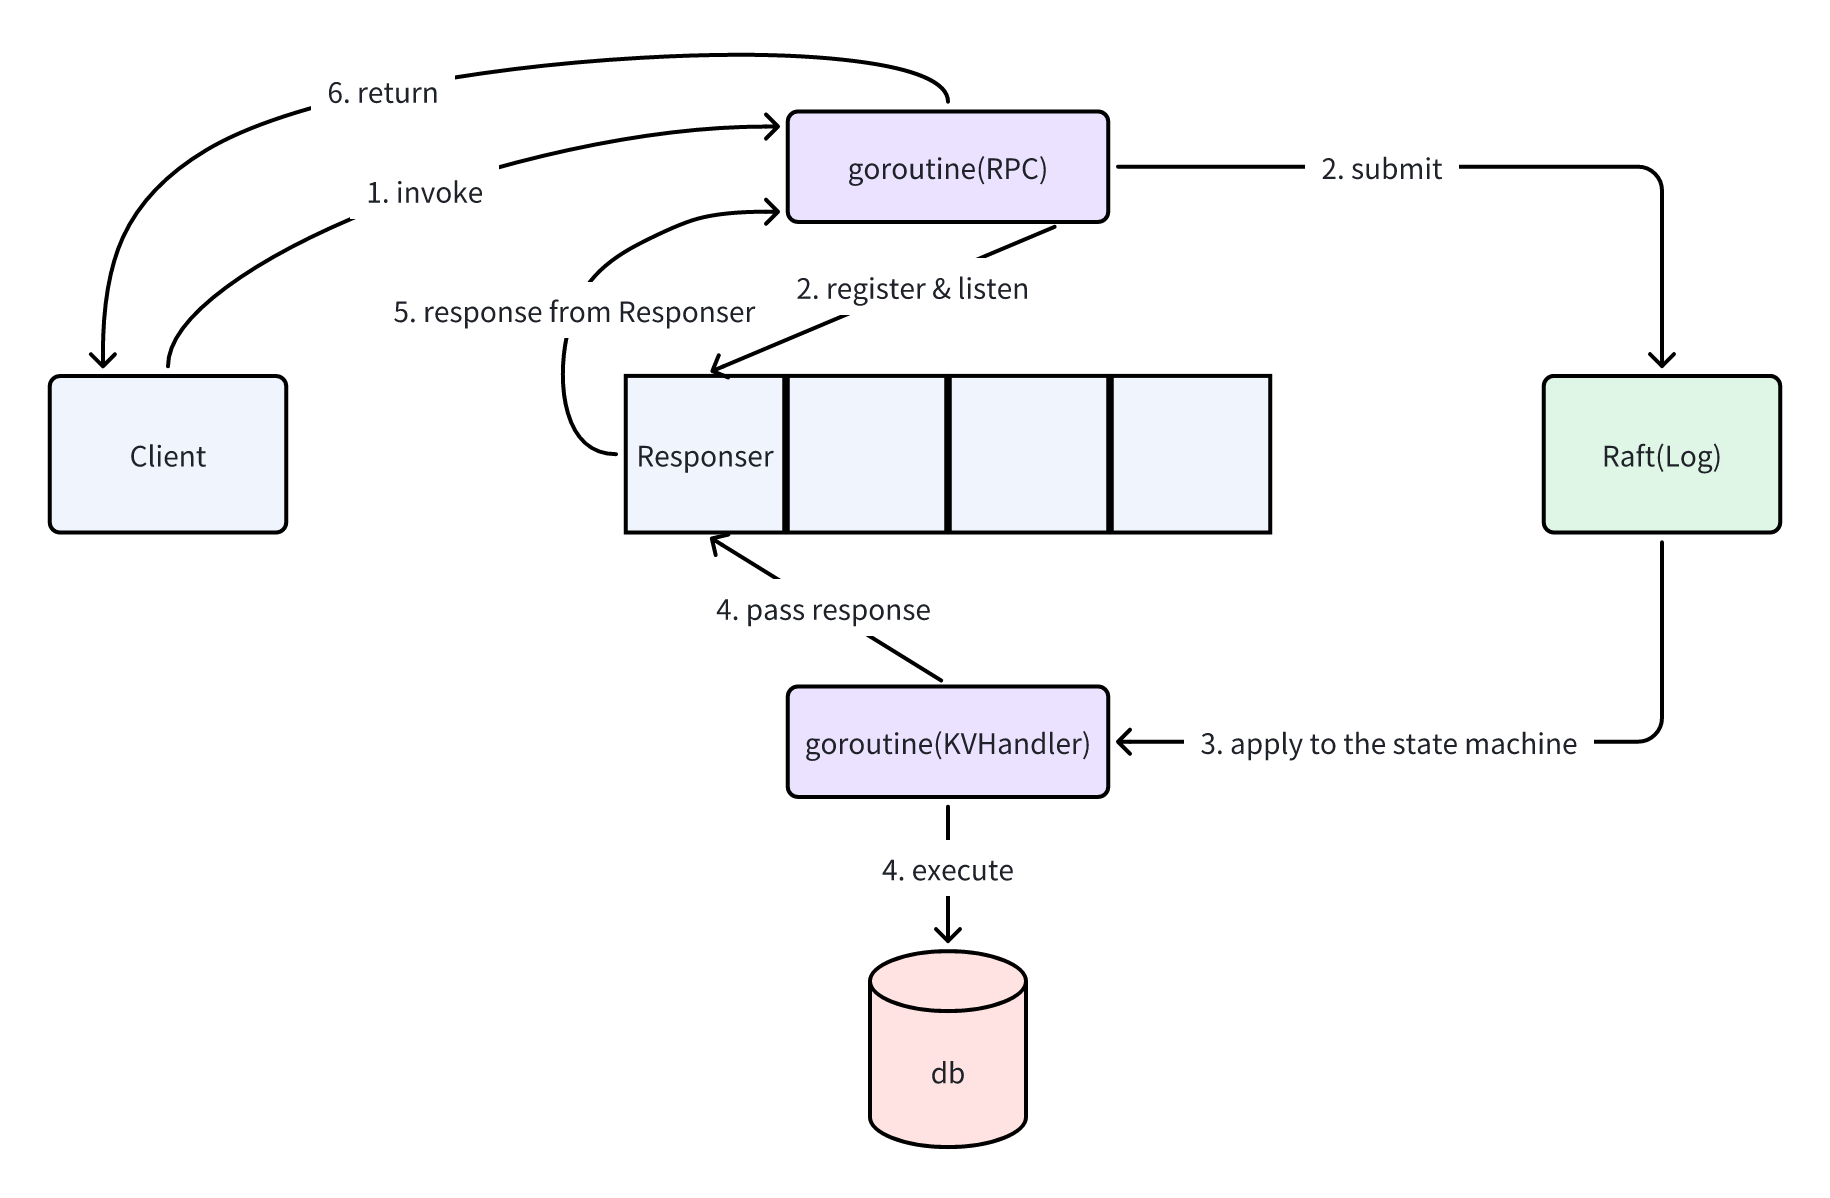 6. return
1. invoke
goroutine(RPC)
2. submit
2. register & listen
5. response from Responser
Client
Responser
Raft(Log)
4. pass response
goroutine(KVHandler)
3. apply to the state machine
4. execute
db